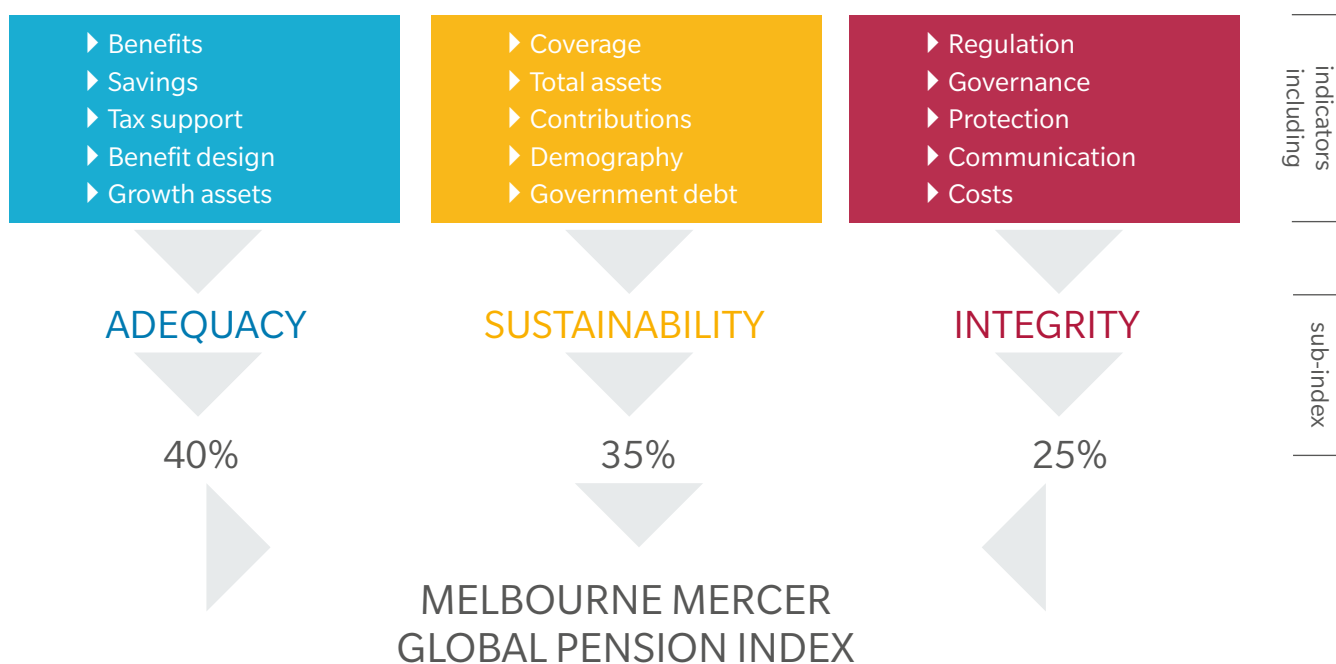 Benefits
Savings
Tax support
Benefit design
Growth assets
Coverage
Total assets
Contributions
Demography
Government debt
Regulation
Governance
Protection
Communication
Costs
indicators
including
ADEQUACY
SUSTAINABILITY
INTEGRITY
sub-index
40%
35%
25%
MELBOURNE MERCER
GLOBAL PENSION INDEX